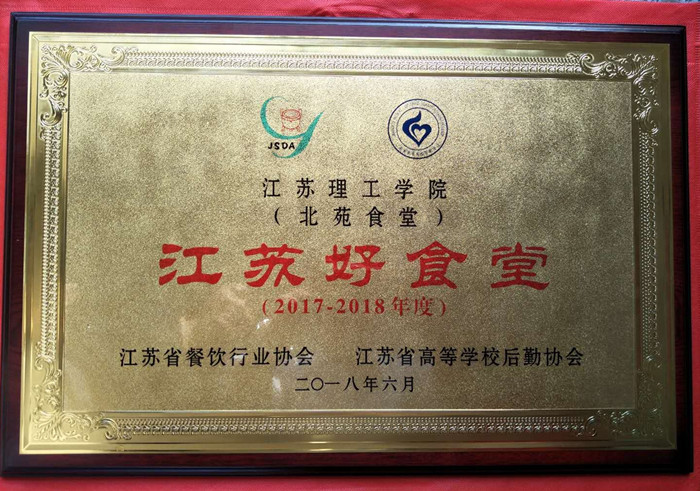 JSDA
江苏理工学院
（北苑食堂）
江苏好食堂
(2017-2018年度)
江苏省餐饮行业协会 江苏省高等学校后勤协会
二〇一八年六月